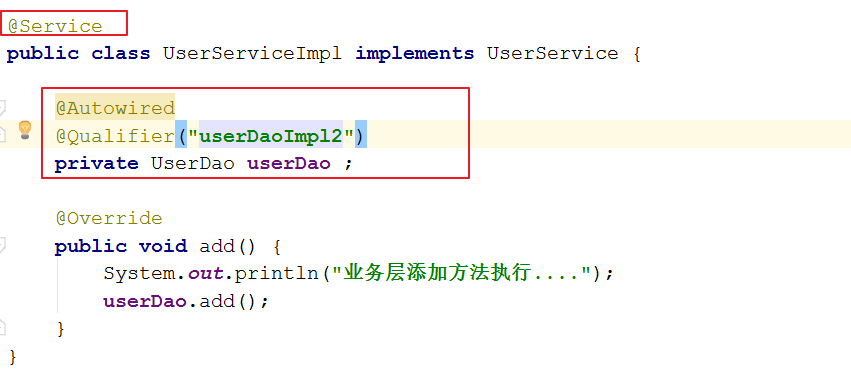 @Service
public class UserServiceImpl implements UserService {
@Autowired
@Qualifier("userDaoImpl2")
private UserDao userDao ;
@Override
public void add() {
System.out.println("业务层添加方法执行....");
userDao.add();
}
}